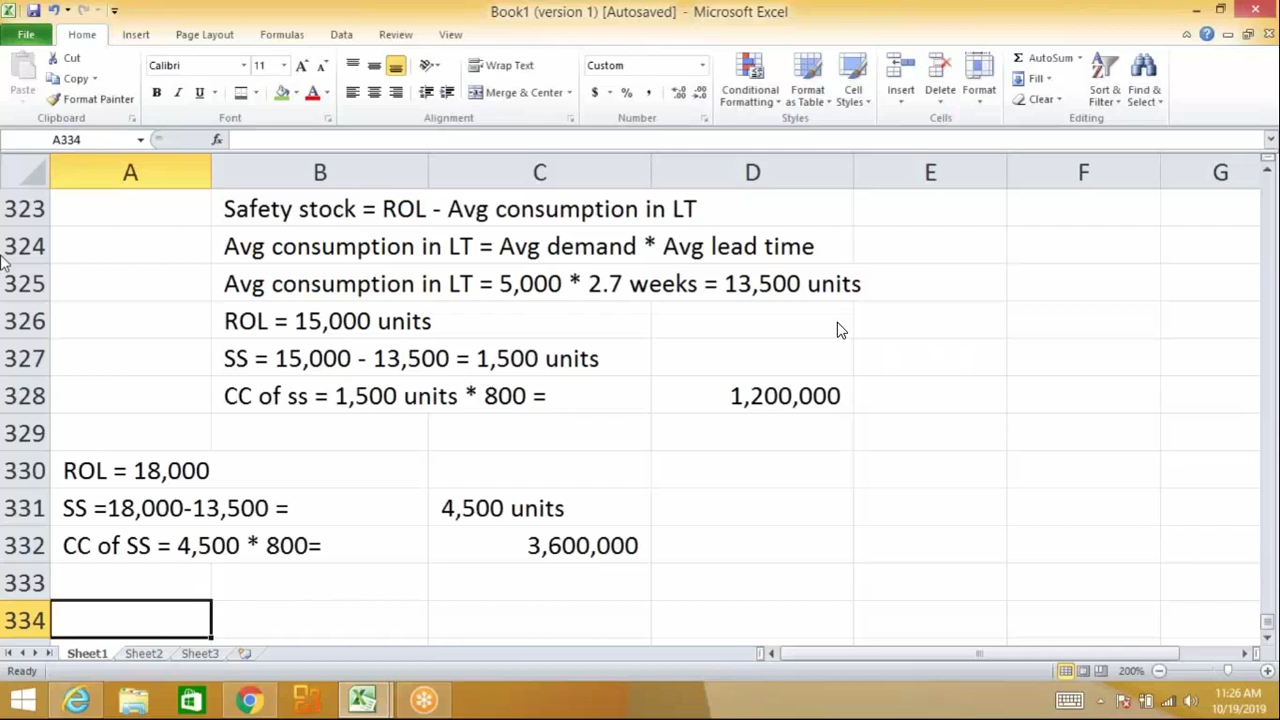 Book1 (version 1) [Autosaved] - Microsoft Excel
File Home Insert Page Layout Formulas Data Review View
Paste
Cut
Copy
Format Painter
Clipboard
Calibri 11
B I U
Font
Wrap Text
Merge & Center
Alignment
Custom
$ % ,
Number
Conditional Formatting
Format as Table
Cell Styles
Styles
Insert
Delete
Format
Cells
AutoSum
Fill
Clear
Sort & Filter
Find & Select
Editing
A334 fx
A B C D E F G
323 Safety stock = ROL - Avg consumption in LT
324 Avg consumption in LT = Avg demand * Avg lead time
325 Avg consumption in LT = 5,000 * 2.7 weeks = 13,500 units
326 ROL = 15,000 units
327 SS = 15,000 - 13,500 = 1,500 units
328 CC of ss = 1,500 units * 800 = 1,200,000
329
330 ROL = 18,000
331 SS =18,000-13,500 = 4,500 units
332 CC of SS = 4,500 * 800= 3,600,000
333
334
Sheet1 Sheet2 Sheet3
Ready 200%
11:26 AM
10/19/2019